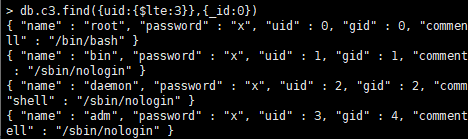 > db.c3.find({uid:{$lte:3}},{_id:0})
{ "name" : "root", "password" : "x", "uid" : 0, "gid" : 0, "commen
ll" : "/bin/bash" }
{ "name" : "bin", "password" : "x", "uid" : 1, "gid" : 1, "comment
: "/sbin/nologin" }
{ "name" : "daemon", "password" : "x", "uid" : 2, "gid" : 2, "comm
"shell" : "/sbin/nologin" }
{ "name" : "adm", "password" : "x", "uid" : 3, "gid" : 4, "comment
ell" : "/sbin/nologin" }